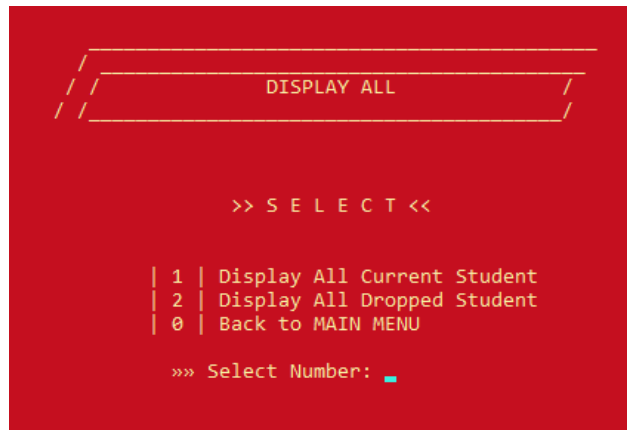 DISPLAY ALL
>> S E L E C T <<
| 1 | Display All Current Student
| 2 | Display All Dropped Student
| 0 | Back to MAIN MENU
»» Select Number: _